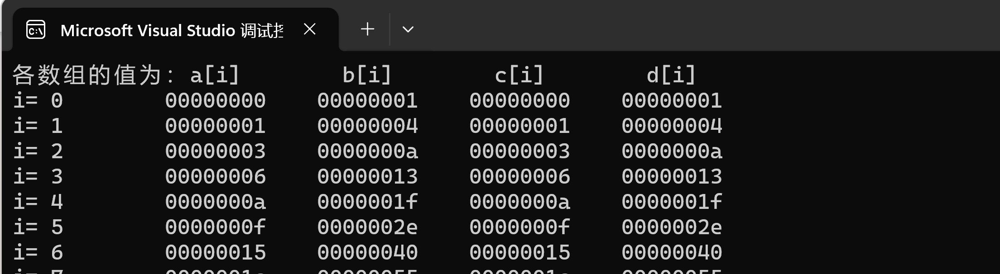 Microsoft Visual Studio 调试控
各数组的值为: a[i] b[i] c[i] d[i]
i= 0 00000000 00000001 00000000 00000001
i= 1 00000001 00000004 00000001 00000004
i= 2 00000003 0000000a 00000003 0000000a
i= 3 00000006 00000013 00000006 00000013
i= 4 0000000a 0000001f 0000000a 0000001f
i= 5 0000000f 0000002e 0000000f 0000002e
i= 6 00000015 00000040 00000015 00000040